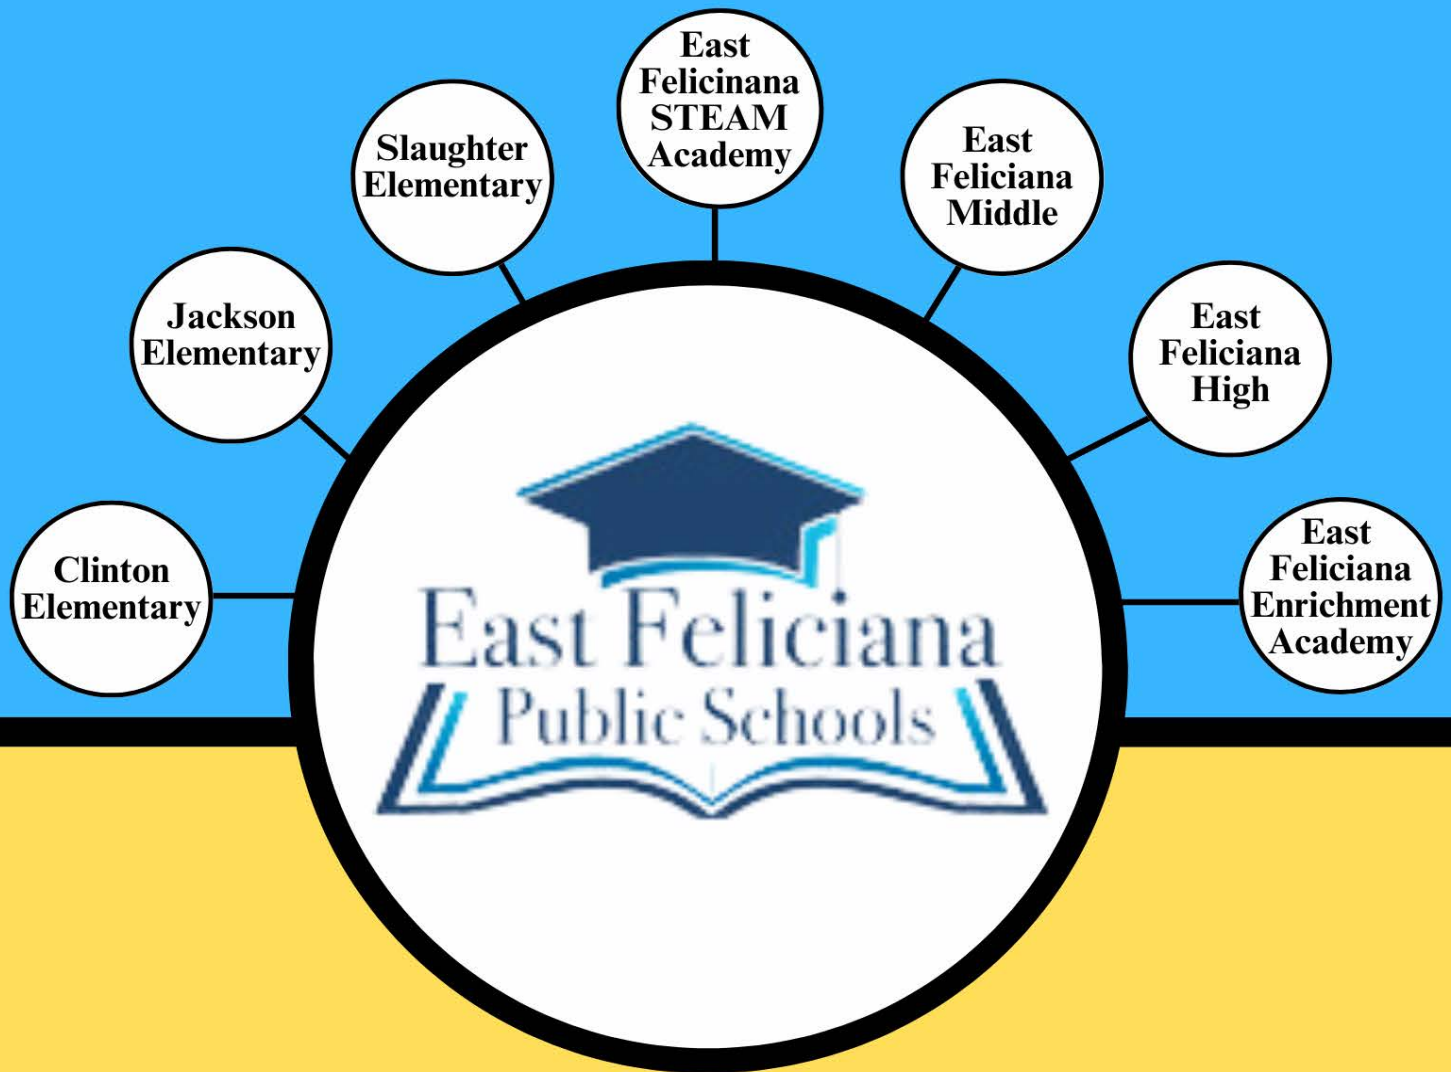 East
Felicinana
STEAM
Academy
Slaughter
Elementary
East
Feliciana
Middle
Jackson
Elementary
East
Feliciana
High
Clinton
Elementary
East
Feliciana
Enrichment
Academy
East Feliciana
Public Schools